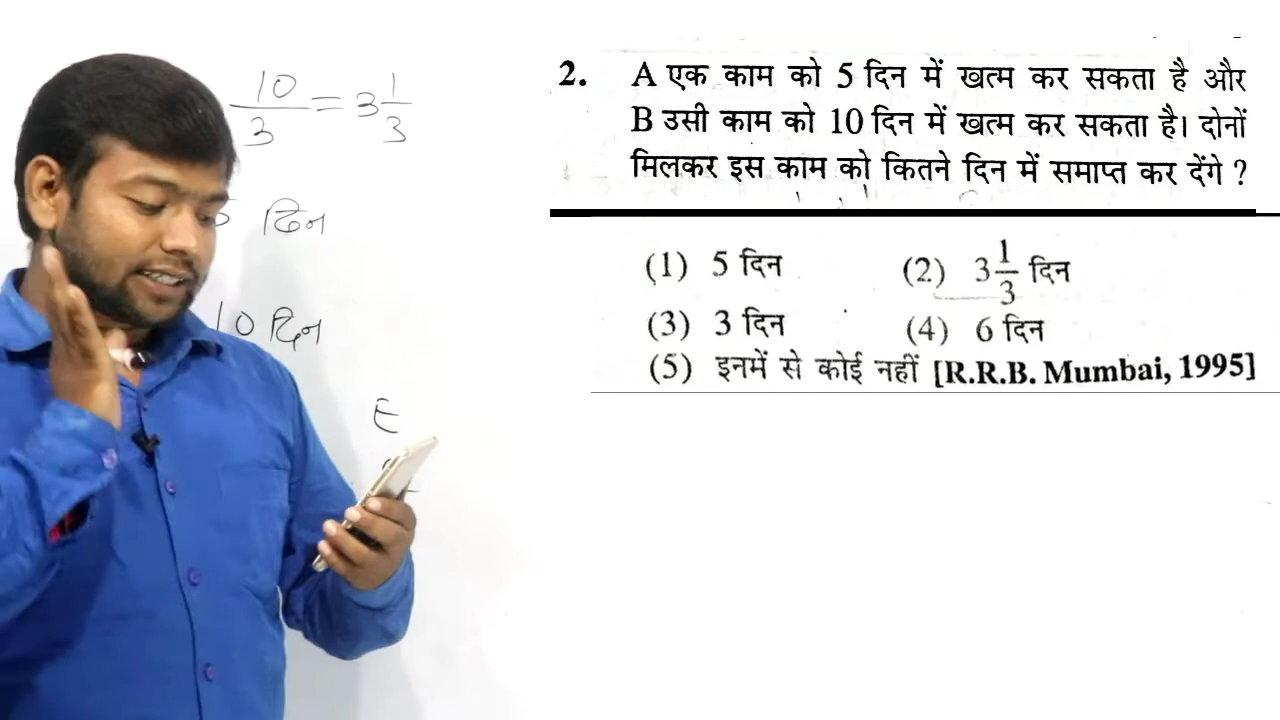 10/3 = 3 1/3
5 दिन
10 दिन
E
2. A एक काम को 5 दिन में खत्म कर सकता है और
B उसी काम को 10 दिन में खत्म कर सकता है। दोनों
मिलकर इस काम को कितने दिन में समाप्त कर देंगे ?
(1) 5 दिन (2) 3 1/3 दिन
(3) 3 दिन (4) 6 दिन
(5) इनमें से कोई नहीं [R.R.B. Mumbai, 1995]